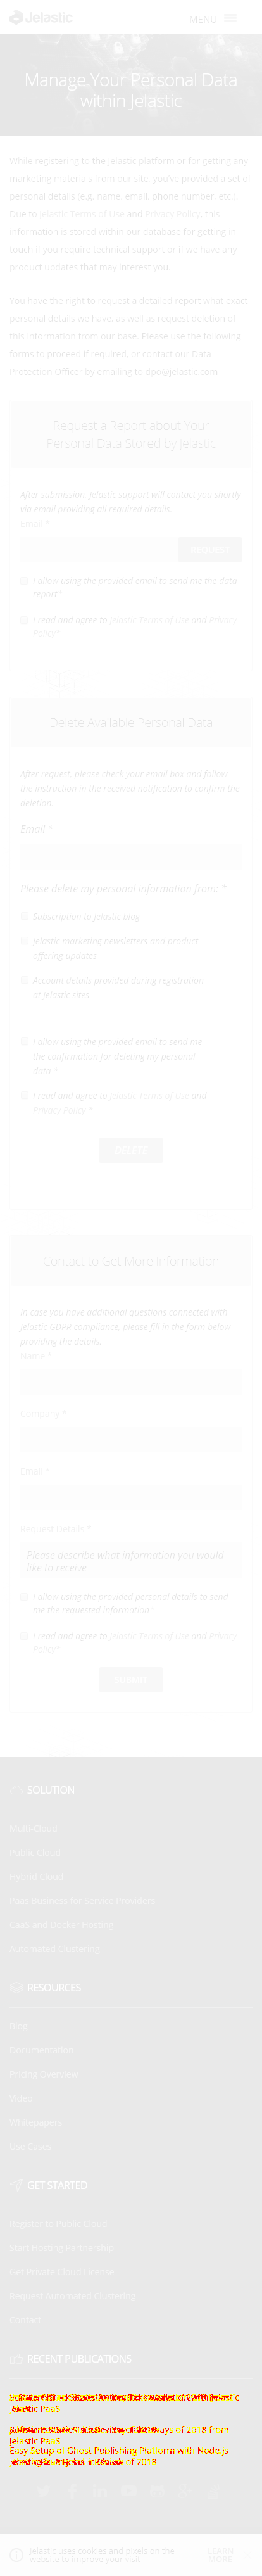 Jelastic
MENU
Manage Your Personal Data
within Jelastic
While registering to the Jelastic platform or for getting any
marketing materials from our site, you've provided a set of
personal details (e.g. name, email, phone number, etc.).
Due to Jelastic Terms of Use and Privacy Policy, this
information is stored within our database for getting in
touch if you require technical support or if we have any
product updates that may interest you.
You have the right to request a detailed report what exact
personal details we have, as well as request deletion of
this information from our base. Please use the following
forms to proceed if required, or contact our Data
Protection Officer by emailing to dpo@jelastic.com
Request a Report about Your
Personal Data Stored by Jelastic
After submission, Jelastic support will contact you shortly
via email providing all required details.
Email *
REQUEST
I allow using the provided email to send me the data
report*
I read and agree to Jelastic Terms of Use and Privacy
Policy*
Delete Available Personal Data
After request, please check your email box and follow
the instruction in the received notification to confirm the
deletion.
Email *
Please delete my personal information from: *
Subscription to Jelastic blog
Jelastic marketing newsletters and product
offering updates
Account details provided during registration
at Jelastic sites
I allow using the provided email to send me
the confirmation for deleting my personal
data *
I read and agree to Jelastic Terms of Use and
Privacy Policy *
DELETE
Contact to Get More Information
In case you have additional questions connected with
Jelastic GDPR compliance, please fill in the form below
providing the details.
Name *
Company *
Email *
Request Details *
Please describe what information you would
like to receive
I allow using the provided personal details to send
me the requested information*
I read and agree to Jelastic Terms of Use and Privacy
Policy*
SUBMIT
SOLUTION
Multi-Cloud
Public Cloud
Hybrid Cloud
PaaS Business for Service Providers
CaaS and Docker Hosting
Automated Clustering
RESOURCES
Blog
Documentation
Pricing Overview
Video
Whitepapers
Use Cases
GET STARTED
Register in Public Cloud
Start Hosting Partnership
Get Private Cloud License
Request Automated Clustering
Contact
RECENT PUBLICATIONS
Jelastic PaaS
Jelastic PaaS
Easy Setup of Ghost Publishing Platform with Node.js
Jelastic uses cookies and pixels on the
website to improve your visit.
LEARN
MORE